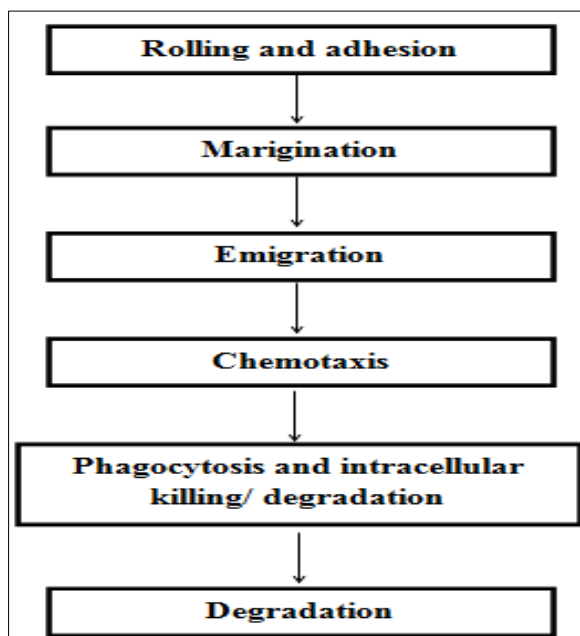 Rolling and adhesion
Marigination
Emigration
Chemotaxis
Phagocytosis and intracellular
killing/ degradation
Degradation